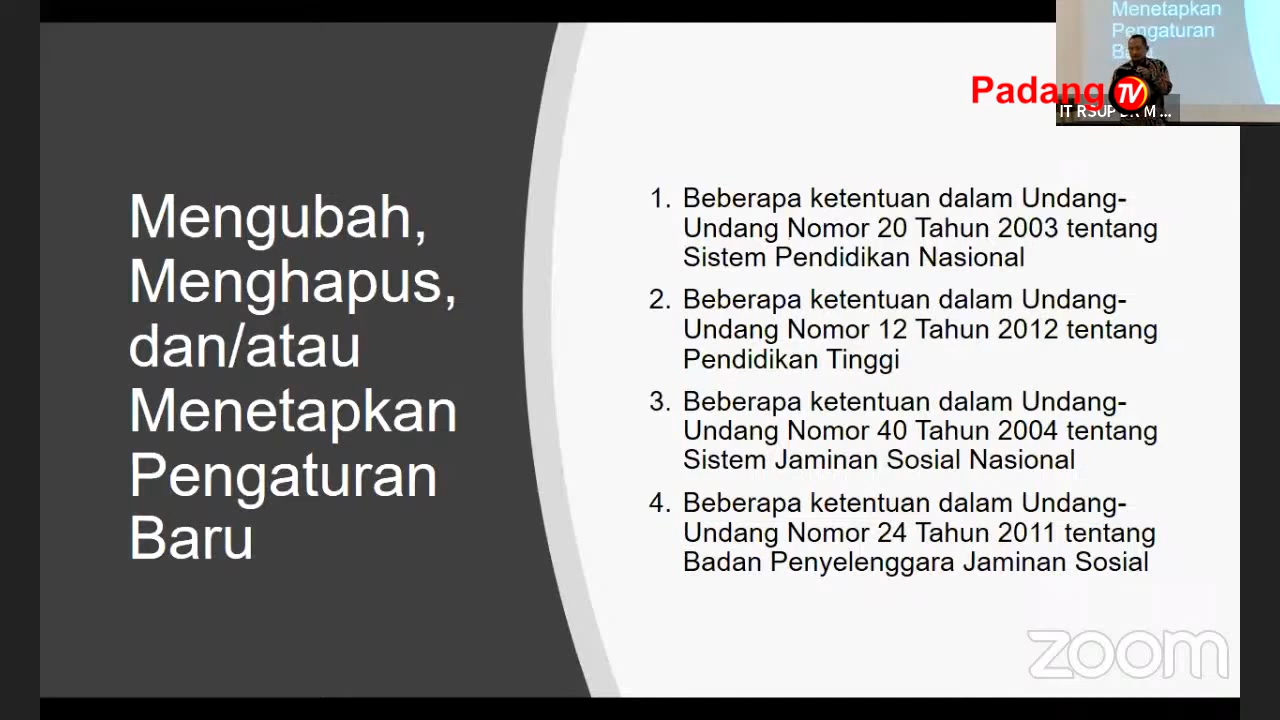 Menetapkan
Pengaturan
Padang TV
IT RSUP DR M ...
Mengubah,
Menghapus,
dan/atau
Menetapkan
Pengaturan
Baru
1. Beberapa ketentuan dalam Undang-
Undang Nomor 20 Tahun 2003 tentang
Sistem Pendidikan Nasional
2. Beberapa ketentuan dalam Undang-
Undang Nomor 12 Tahun 2012 tentang
Pendidikan Tinggi
3. Beberapa ketentuan dalam Undang-
Undang Nomor 40 Tahun 2004 tentang
Sistem Jaminan Sosial Nasional
4. Beberapa ketentuan dalam Undang-
Undang Nomor 24 Tahun 2011 tentang
Badan Penyelenggara Jaminan Sosial
zoom